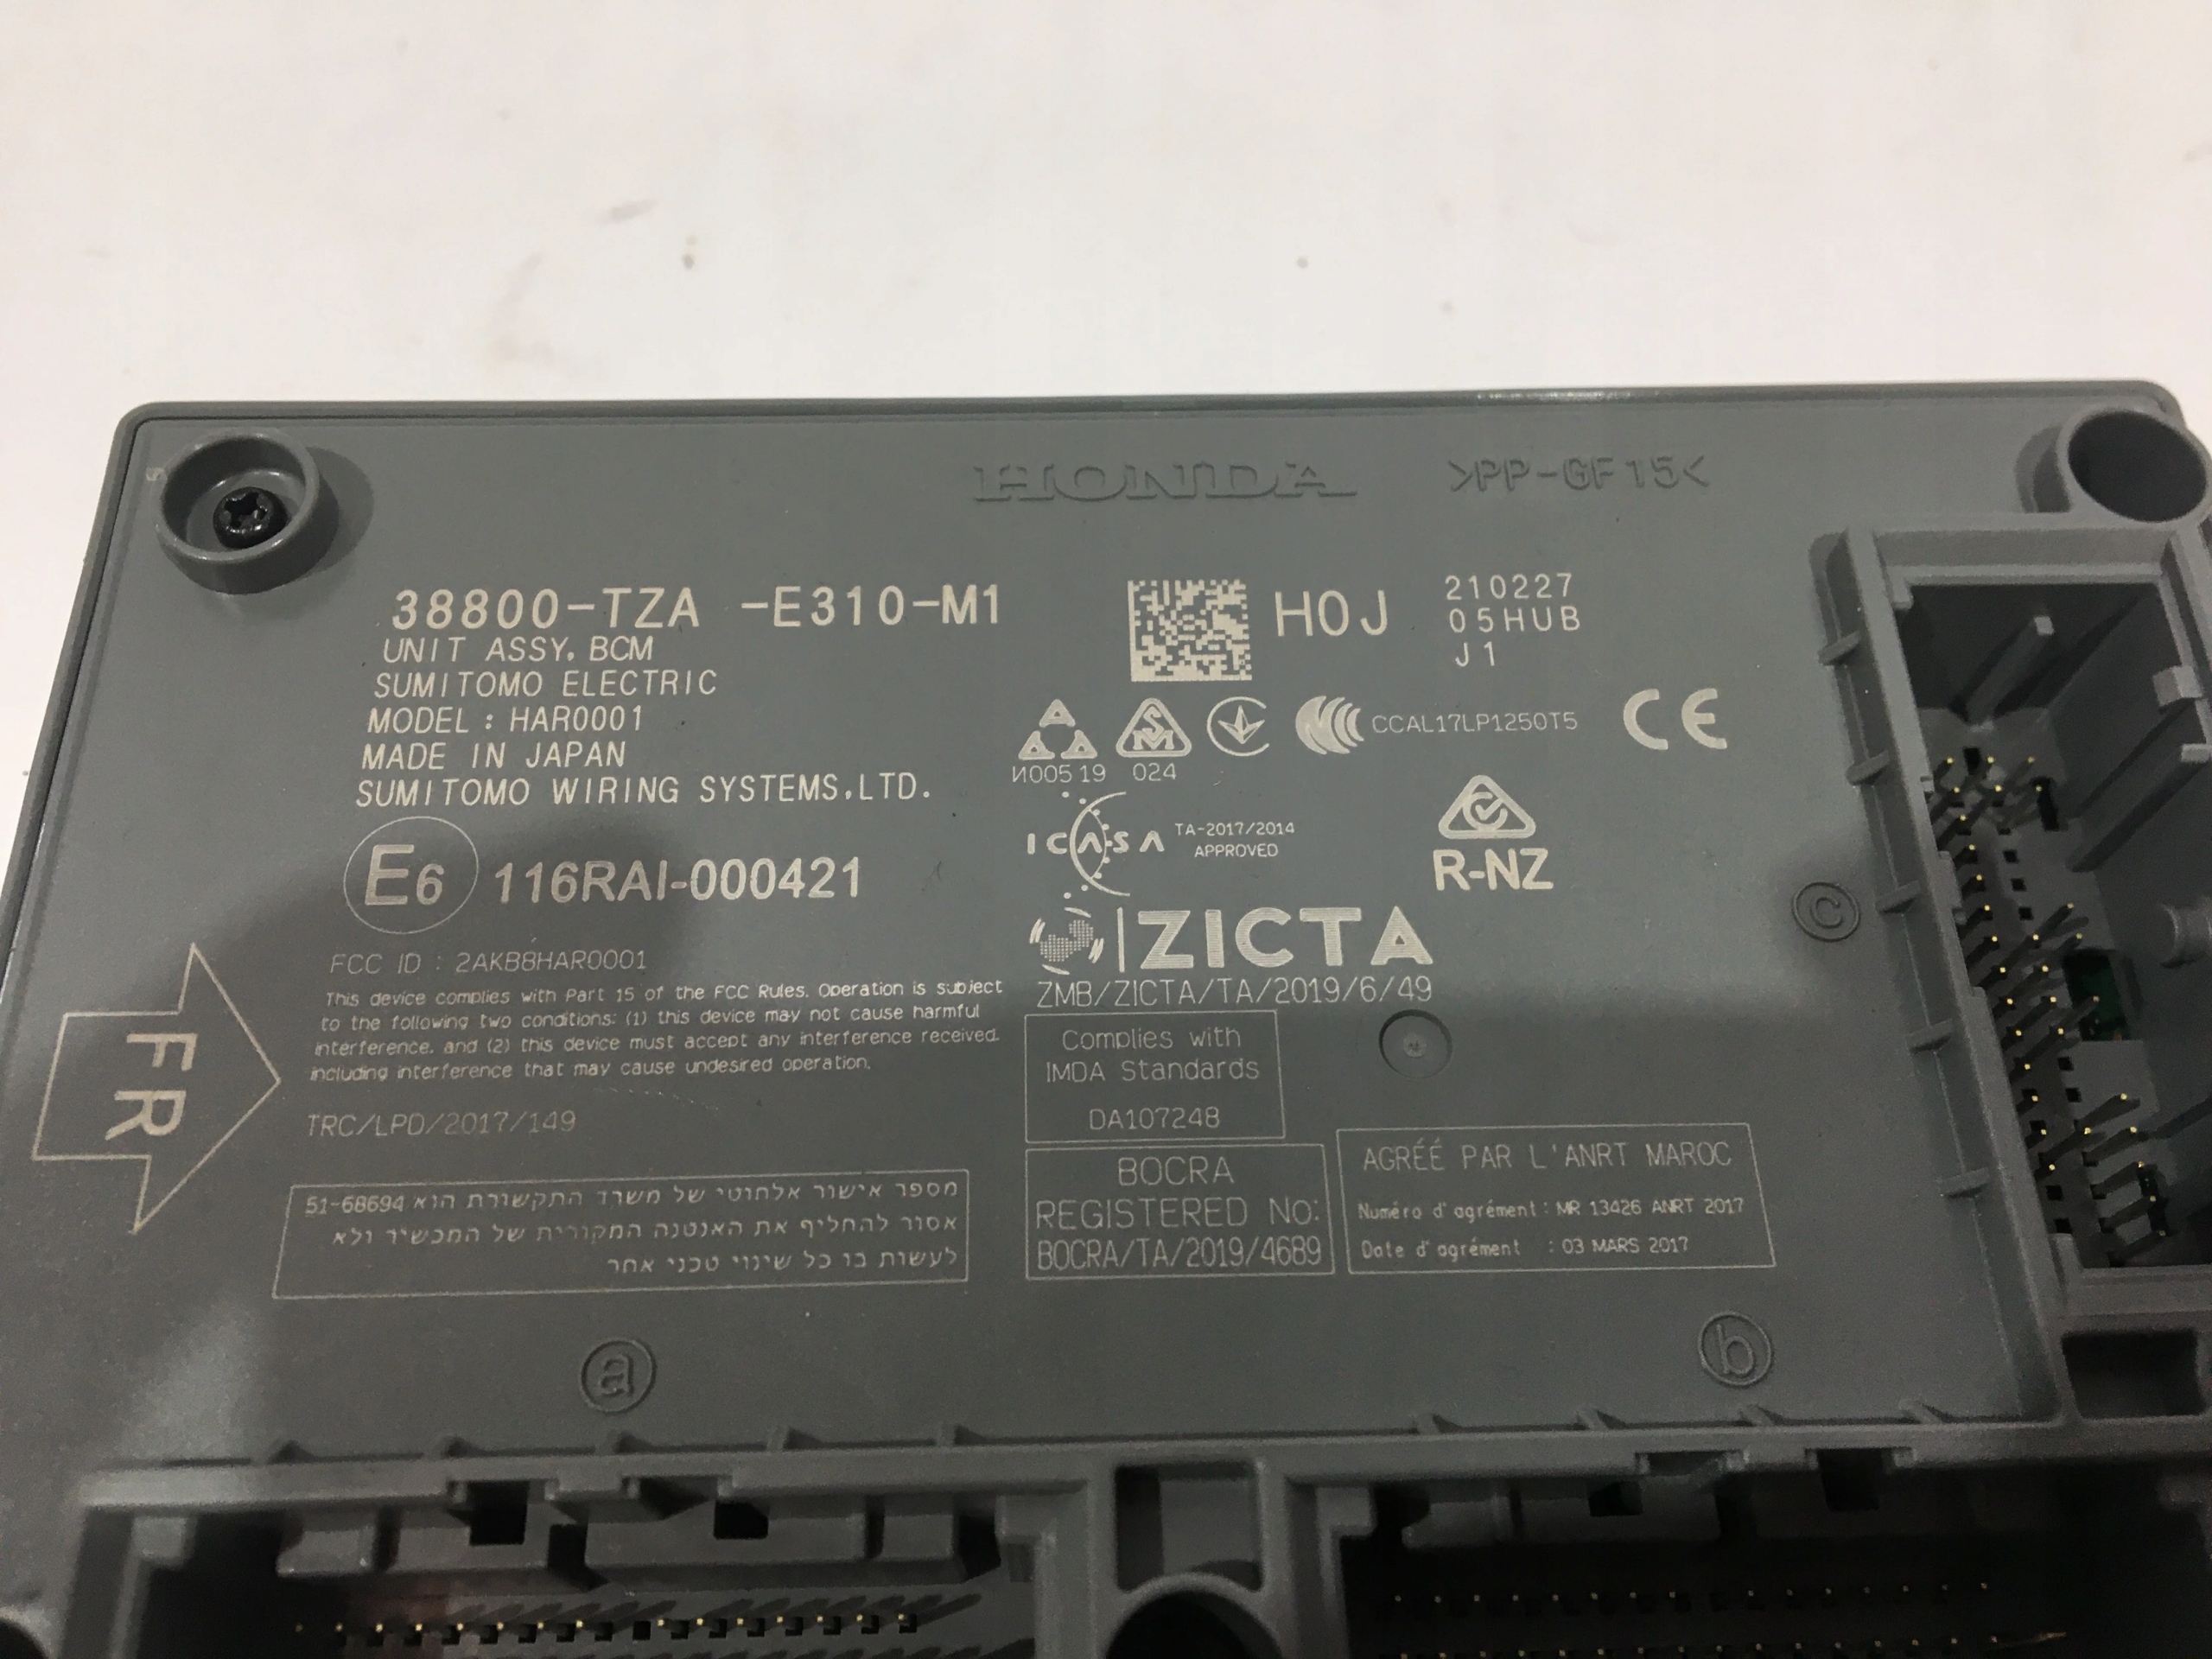 HONDA
>PP-GF15<
38800-TZA -E310-M1
UNIT ASSY, BCM
SUMITOMO ELECTRIC
MODEL : HAR0001
MADE IN JAPAN
SUMITOMO WIRING SYSTEMS,LTD.
H0J
210227
05HUB
J1
И005 19
SM
024
CCAL17LP1250T5
CE
ICASA
TA-2017/2014
APPROVED
R-NZ
E6
116RAI-000421
ZICTA
ZMB/ZICTA/TA/2019/6/49
FCC ID : 2AKB8HAR0001
This device complies with Part 15 of the FCC Rules. Operation is subject
to the following two conditions: (1) this device may not cause harmful
interference, and (2) this device must accept any interference received,
including interference that may cause undesired operation.
TRC/LPD/2017/149
FR
Complies with
IMDA Standards
DA107248
BOCRA
REGISTERED No:
BOCRA/TA/2019/4689
AGRÉÉ PAR L'ANRT MAROC
Numéro d'agrément : MR 13426 ANRT 2017
Date d'agrément : 03 MARS 2017
מספר אישור אלחוטי של משרד התקשורת הוא 51-68694
אסור להחליף את האנטנה המקורית של המכשיר ולא
לעשות בו כל שינוי טכני אחר
a
b
c